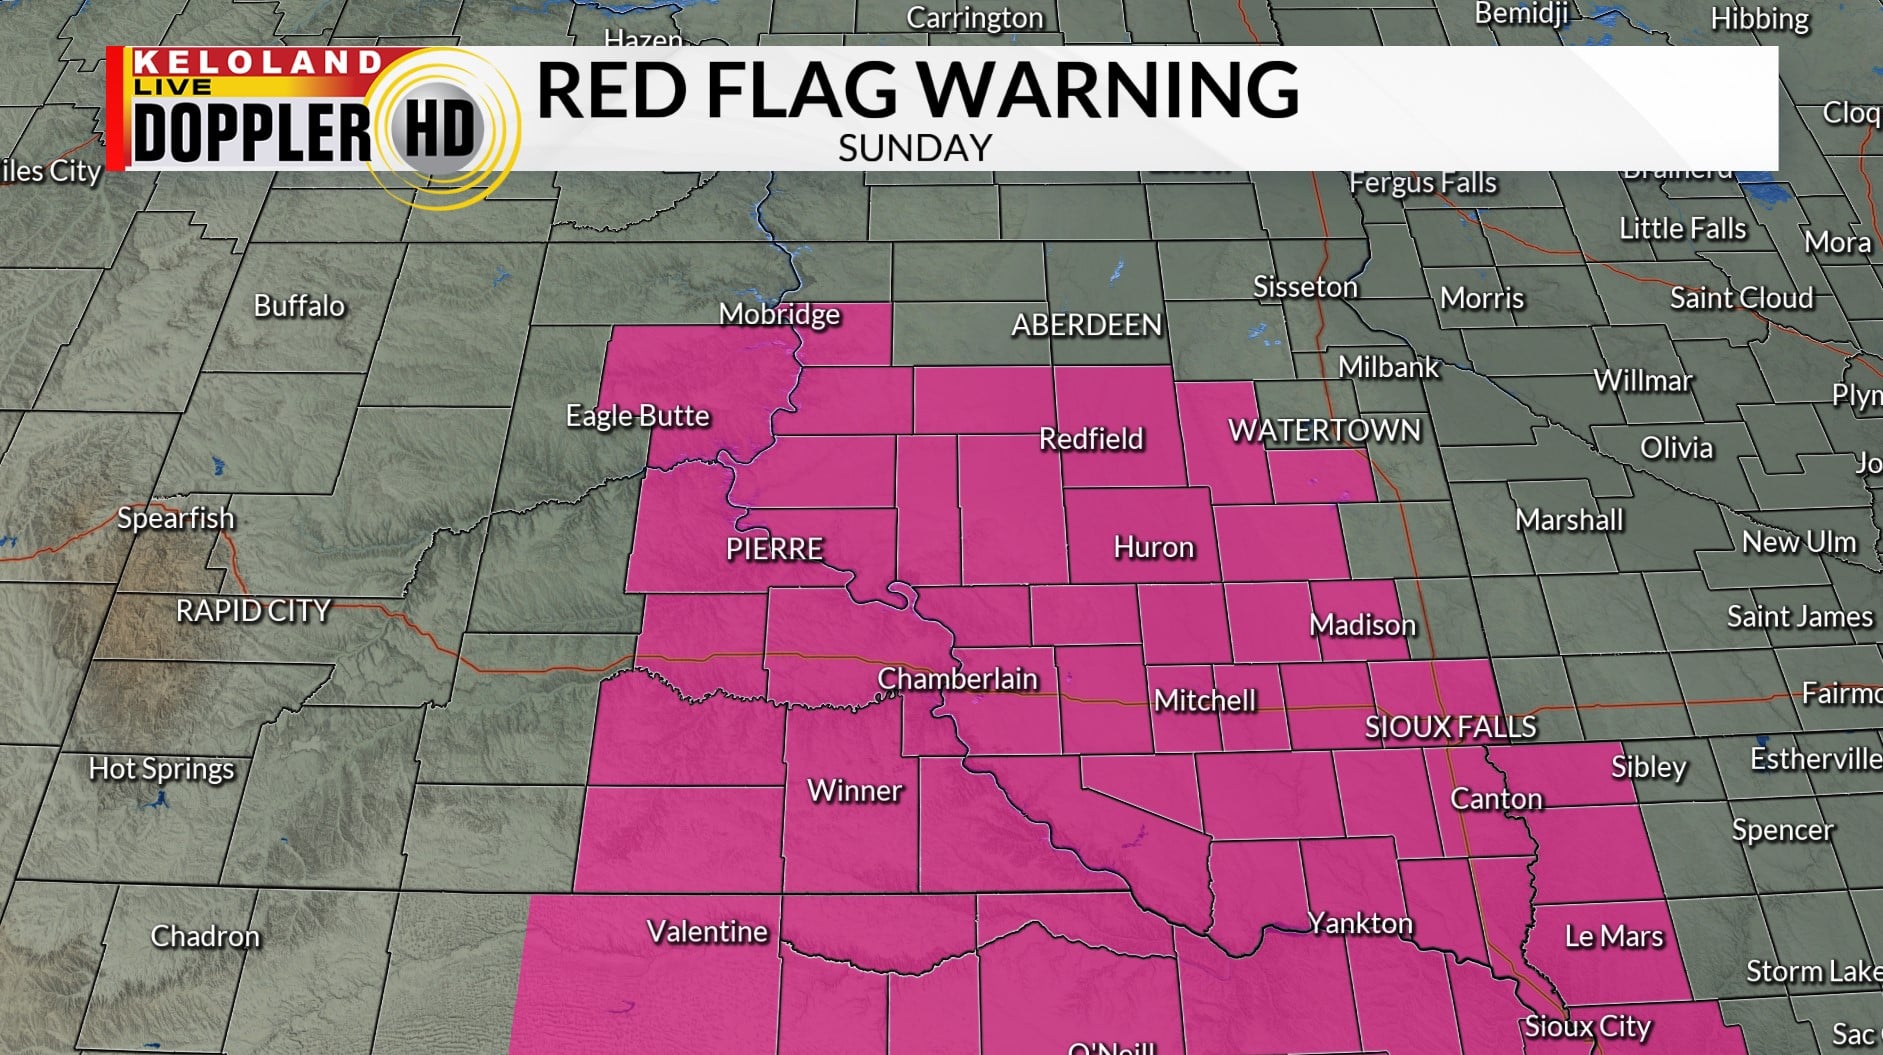 Carrington
Bemidji
Hibbing
Hazen
KELOLAND
LIVE
DOPPLER HD
RED FLAG WARNING
SUNDAY
Cloq
iles City
Fergus Falls
Brainerd
Little Falls
Mora
Sisseton
Buffalo
Morris
Saint Cloud
Mobridge
ABERDEEN
Milbank
Willmar
Plym
Eagle Butte
Redfield
WATERTOWN
Olivia
Jo
Spearfish
Marshall
PIERRE
Huron
New Ulm
RAPID CITY
Madison
Saint James
Chamberlain
Mitchell
Fairmo
SIOUX FALLS
Hot Springs
Sibley
Estherville
Winner
Canton
Spencer
Chadron
Valentine
Yankton
Le Mars
Storm Lake
Sioux City
Sac
O'Neill